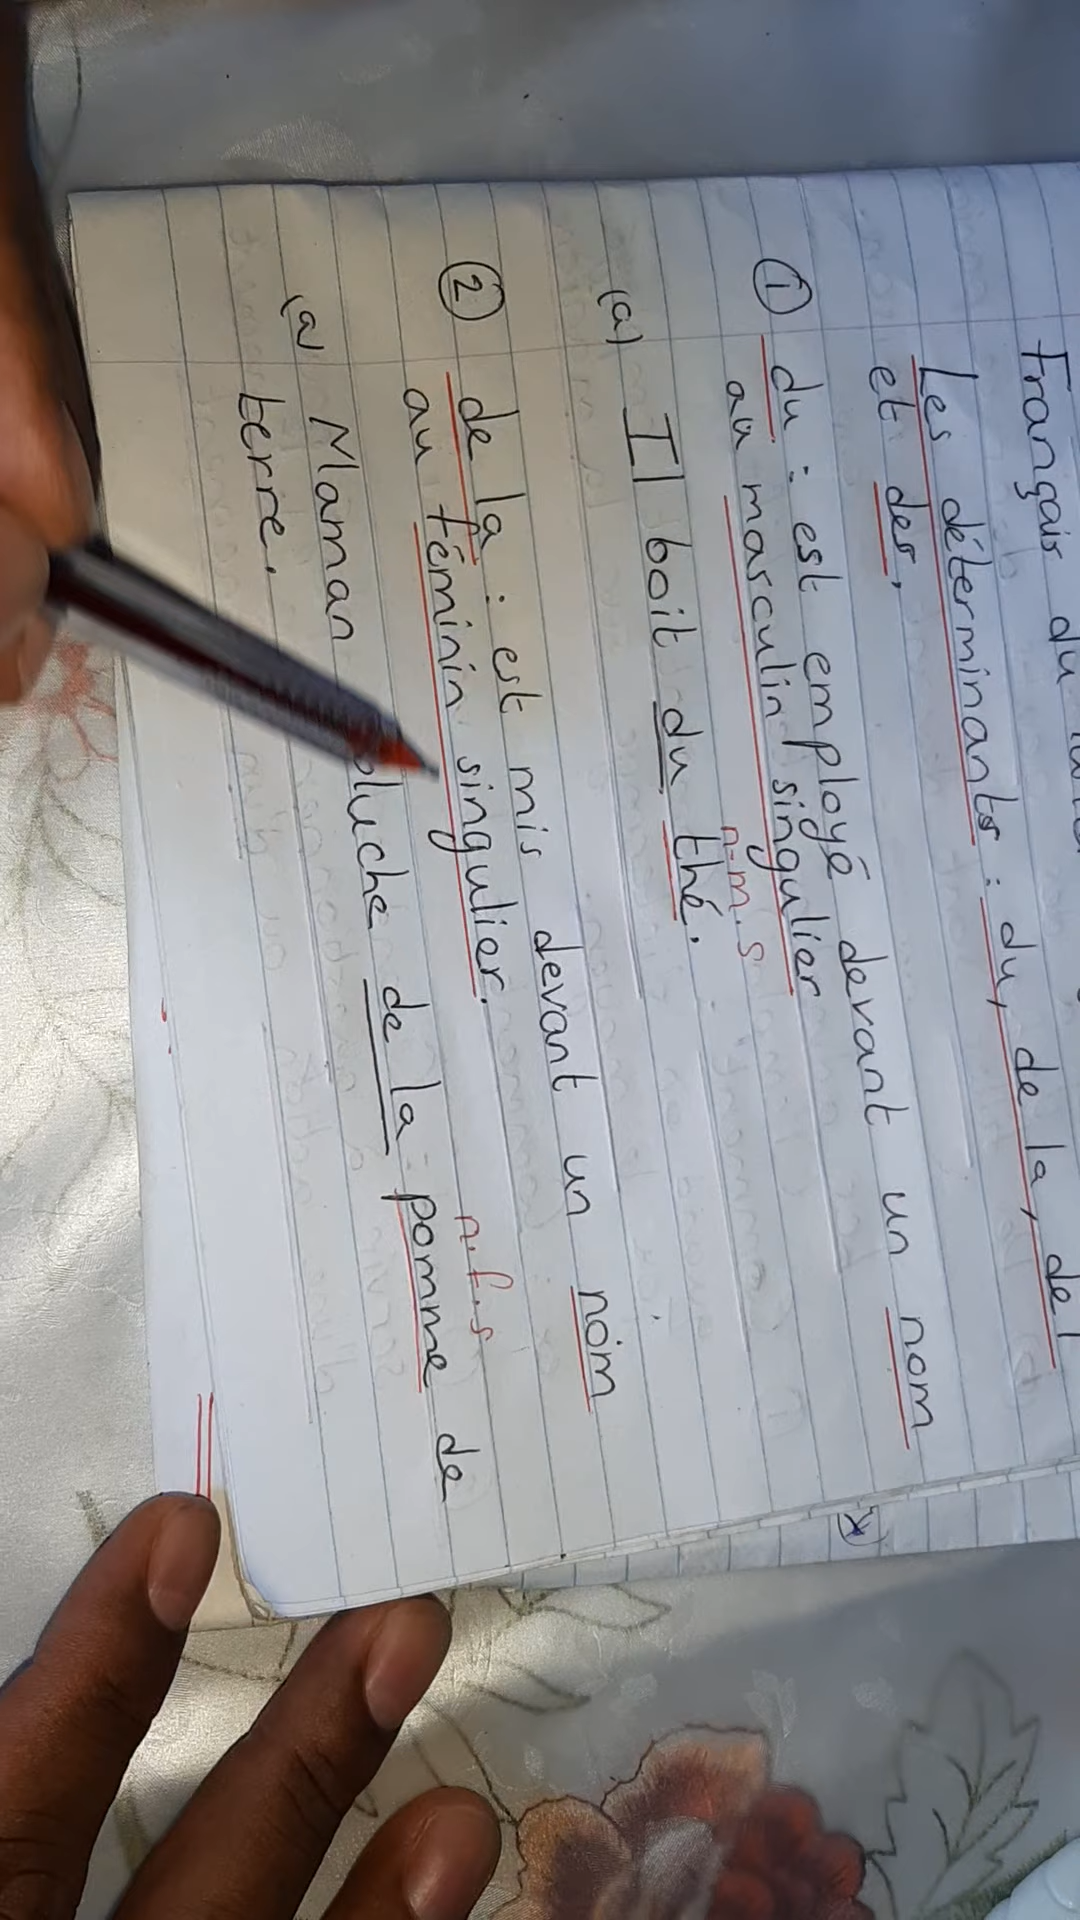 Français du
Les déterminants : du, de la, de l
et des.
① du : est employé devant un nom
au masculin singulier
n.m.s
(a) Il boit du thé.
② de la : est mis devant un nom
au féminin singulier.
n.f.s
(a) Maman pluche de la pomme de
terre.